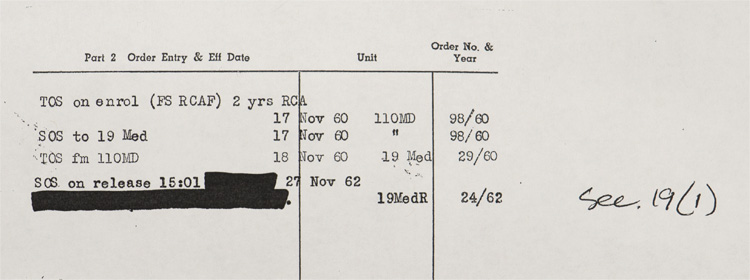 Order No. &
Part 2 Order Entry & Eff Date Unit Year
TOS on enrol (FS RCAF) 2 yrs RCA
17 Nov 60 11OMD 98/60
SOS to 19 Med 17 Nov 60 " 98/60
TOS fm 11OMD 18 Nov 60 19 Med 29/60
SOS on release 15:01 27 Nov 62
19MedR 24/62
Sec. 19(1)